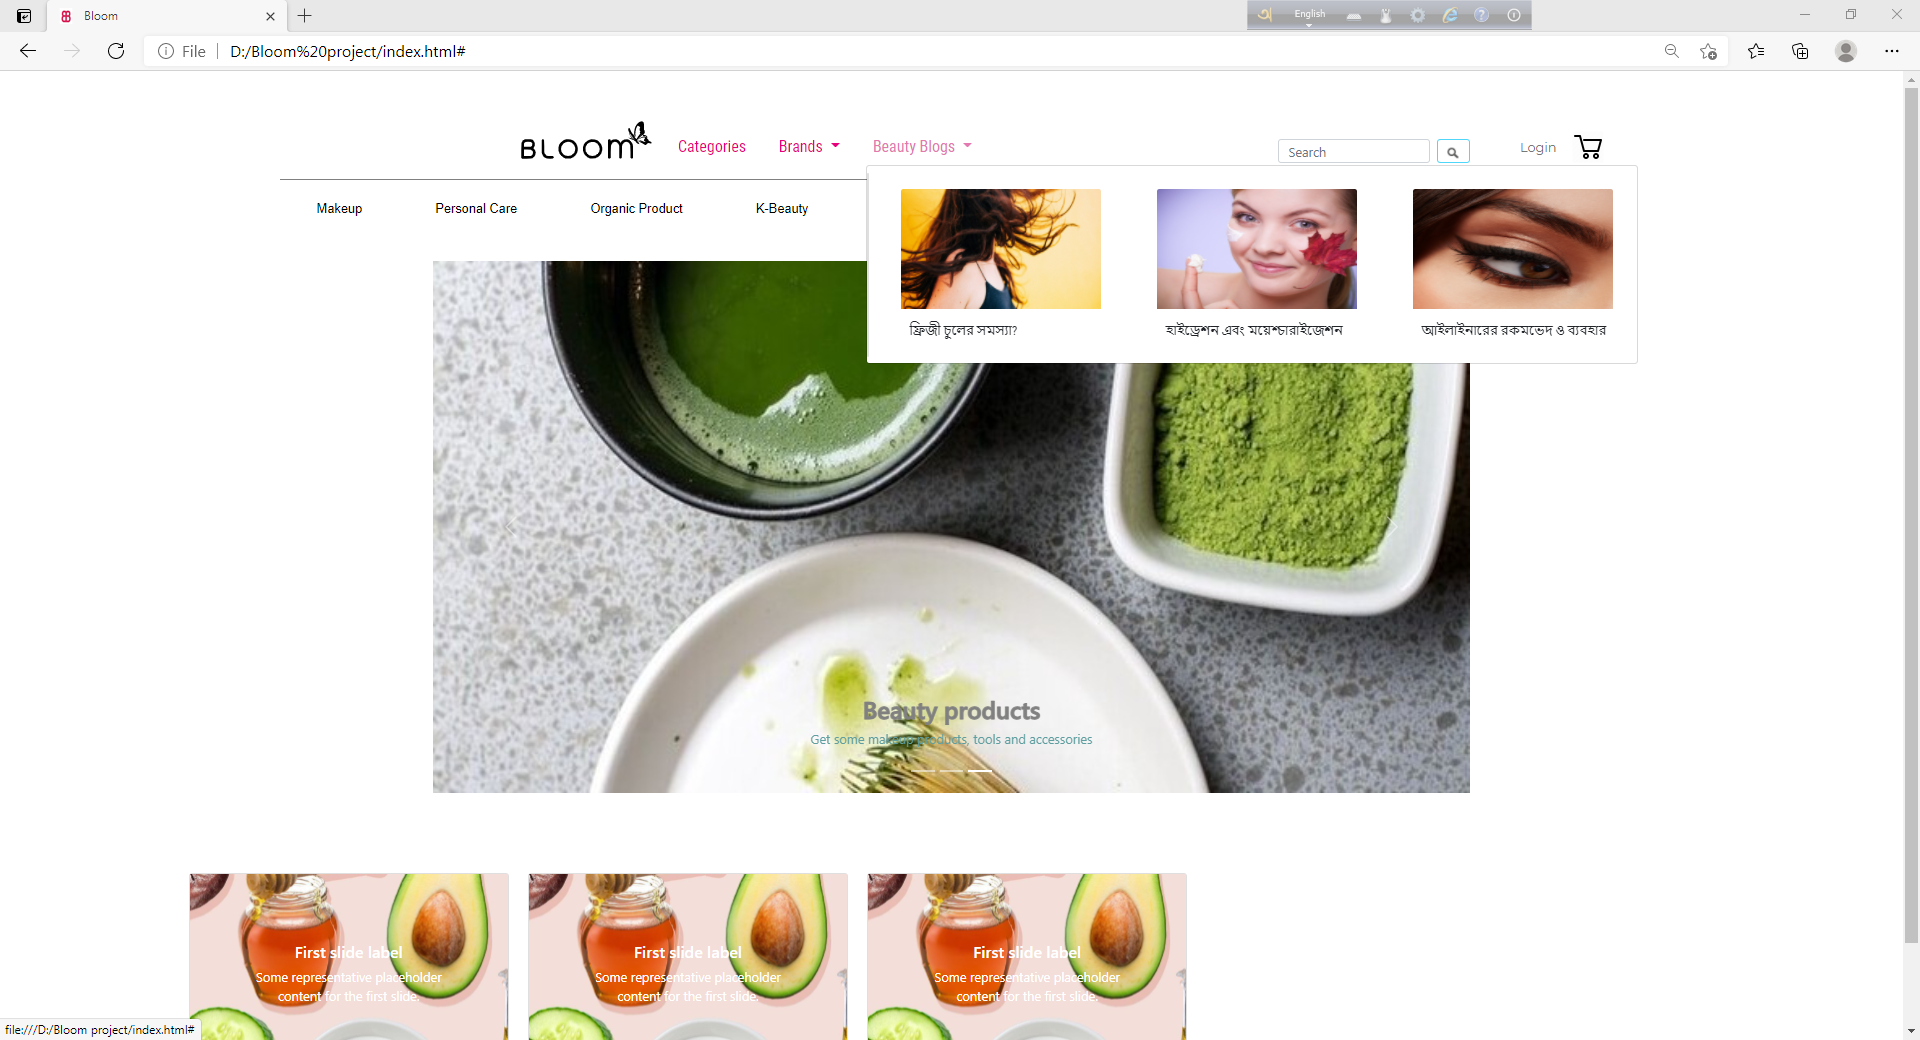 Bloom
English
File
D:/Bloom%20project/index.html#
BLOOM
Categories
Brands
Beauty Blogs
Search
Login
Makeup
Personal Care
Organic Product
K-Beauty
ফ্রিজী চুলের সমস্যা?
হাইড্রেশন এবং ময়েশ্চারাইজেশন
আইলাইনারের রকমভেদ ও ব্যবহার
Beauty products
Get some makeup products, tools and accessories
First slide label
Some representative placeholder
content for the first slide.
First slide label
Some representative placeholder
content for the first slide.
First slide label
Some representative placeholder
content for the first slide.
file:///D:/Bloom project/index.html#